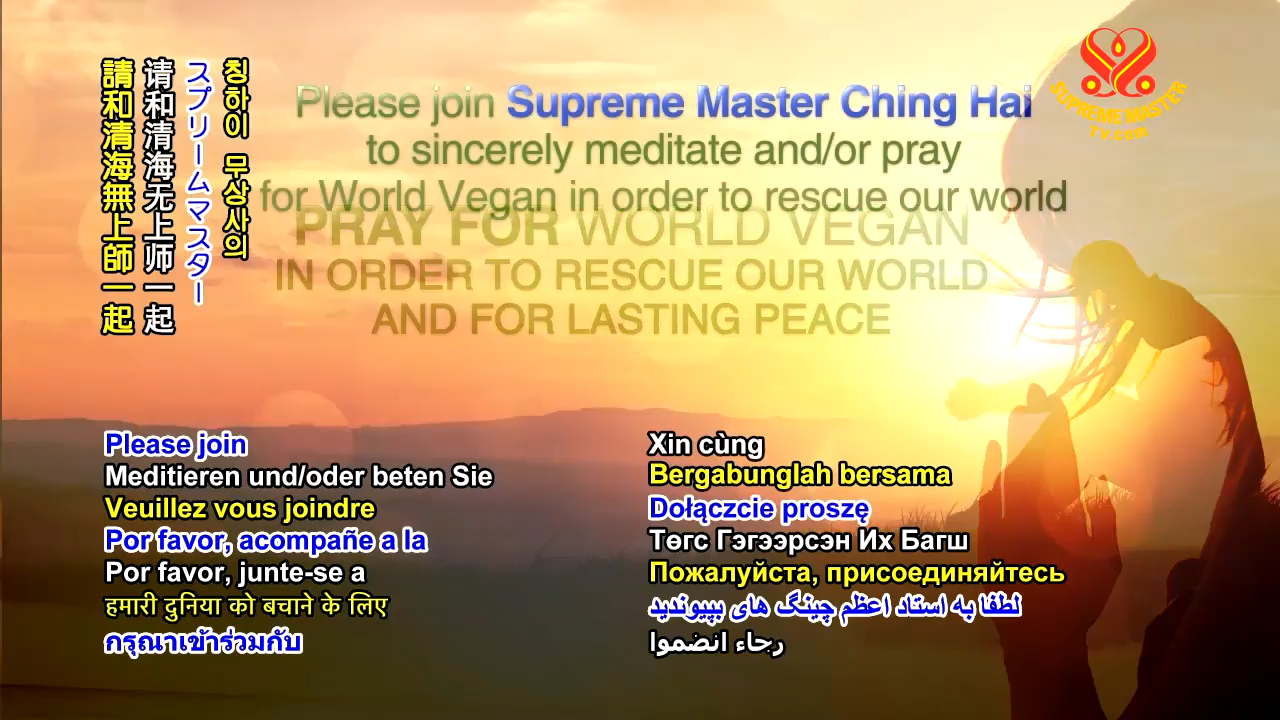 請和清海無上師一起
请和清海无上师一起
スプリームマスター
칭하이 무상사의
Please join Supreme Master Ching Hai
to sincerely meditate and/or pray
for World Vegan in order to rescue our world
PRAY FOR WORLD VEGAN
IN ORDER TO RESCUE OUR WORLD
AND FOR LASTING PEACE
SUPREME MASTER
TV.com
Please join
Meditieren und/oder beten Sie
Veuillez vous joindre
Por favor, acompañe a la
Por favor, junte-se a
हमारी दुनिया को बचाने के लिए
กรุณาเข้าร่วมกับ
Xin cùng
Bergabunglah bersama
Dołączcie proszę
Төгс Гэгээрсэн Их Багш
Пожалуйста, присоединяйтесь
لطفا به استاد اعظم چینگ های بپیوندید
رجاء انضموا